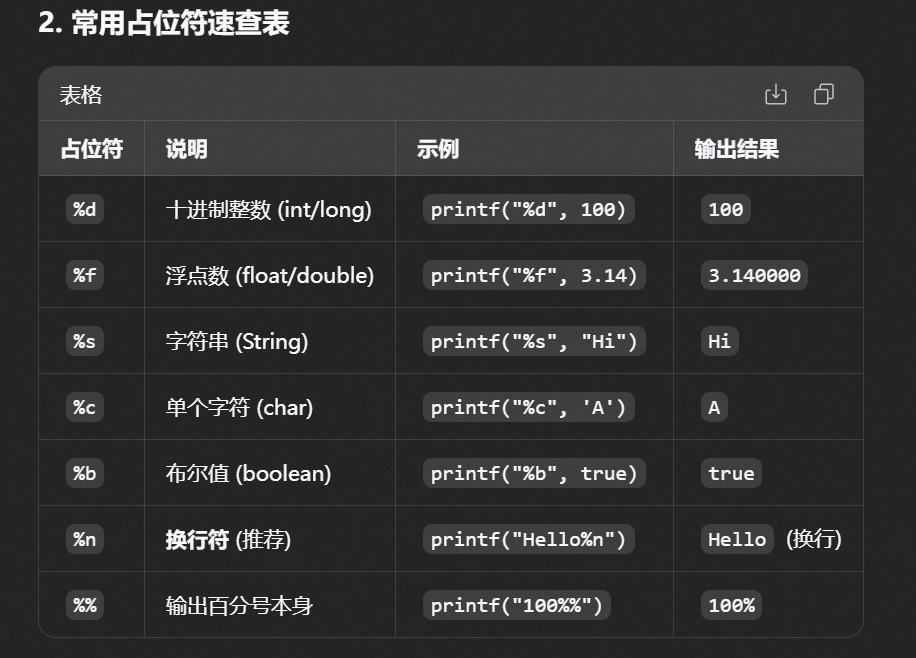 2. 常用占位符速查表
表格
占位符 说明 示例 输出结果
%d 十进制整数 (int/long) printf("%d", 100) 100
%f 浮点数 (float/double) printf("%f", 3.14) 3.140000
%s 字符串 (String) printf("%s", "Hi") Hi
%c 单个字符 (char) printf("%c", 'A') A
%b 布尔值 (boolean) printf("%b", true) true
%n 换行符 (推荐) printf("Hello%n") Hello (换行)
%% 输出百分号本身 printf("100%%") 100%